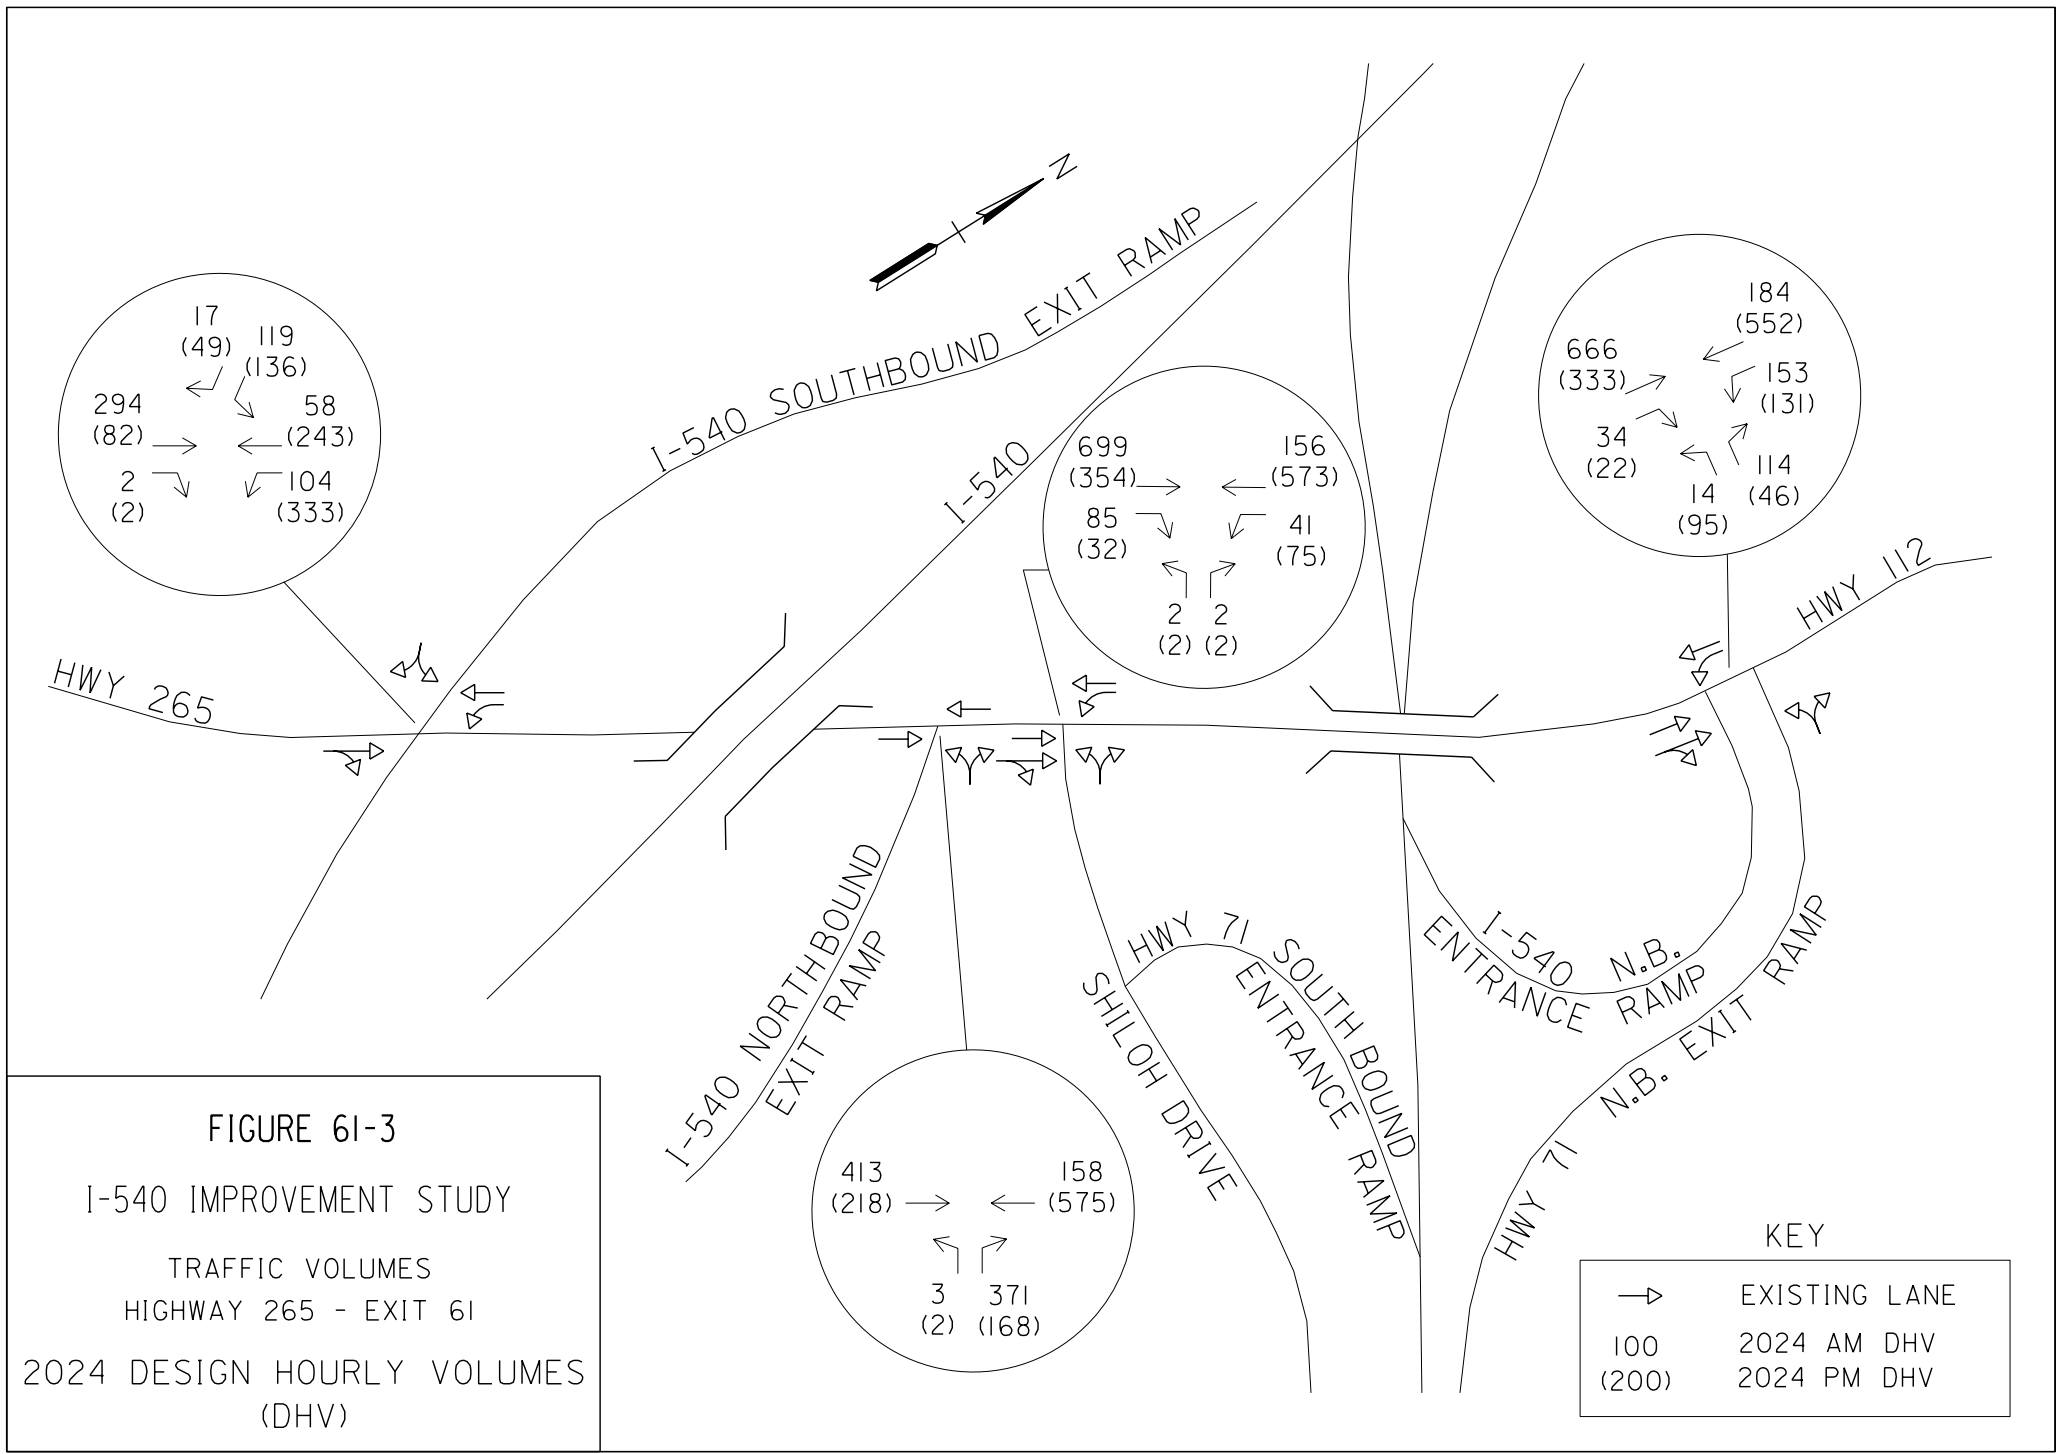 N
I-540 SOUTHBOUND EXIT RAMP
I-540
17
(49)
119
(136)
294
(82)
58
(243)
2
(2)
104
(333)
HWY 265
699
(354)
156
(573)
85
(32)
41
(75)
2
(2)
2
(2)
184
(552)
666
(333)
153
(131)
34
(22)
114
(46)
14
(95)
HWY 112
I-540 NORTHBOUND
EXIT RAMP
SHILOH DRIVE
HWY 71 SOUTH BOUND
ENTRANCE RAMP
I-540 N.B.
ENTRANCE RAMP
HWY 71 N.B. EXIT RAMP
413
(218)
158
(575)
3
(2)
371
(168)
FIGURE 61-3
I-540 IMPROVEMENT STUDY
TRAFFIC VOLUMES
HIGHWAY 265 - EXIT 61
2024 DESIGN HOURLY VOLUMES
(DHV)
KEY
EXISTING LANE
100 2024 AM DHV
(200) 2024 PM DHV